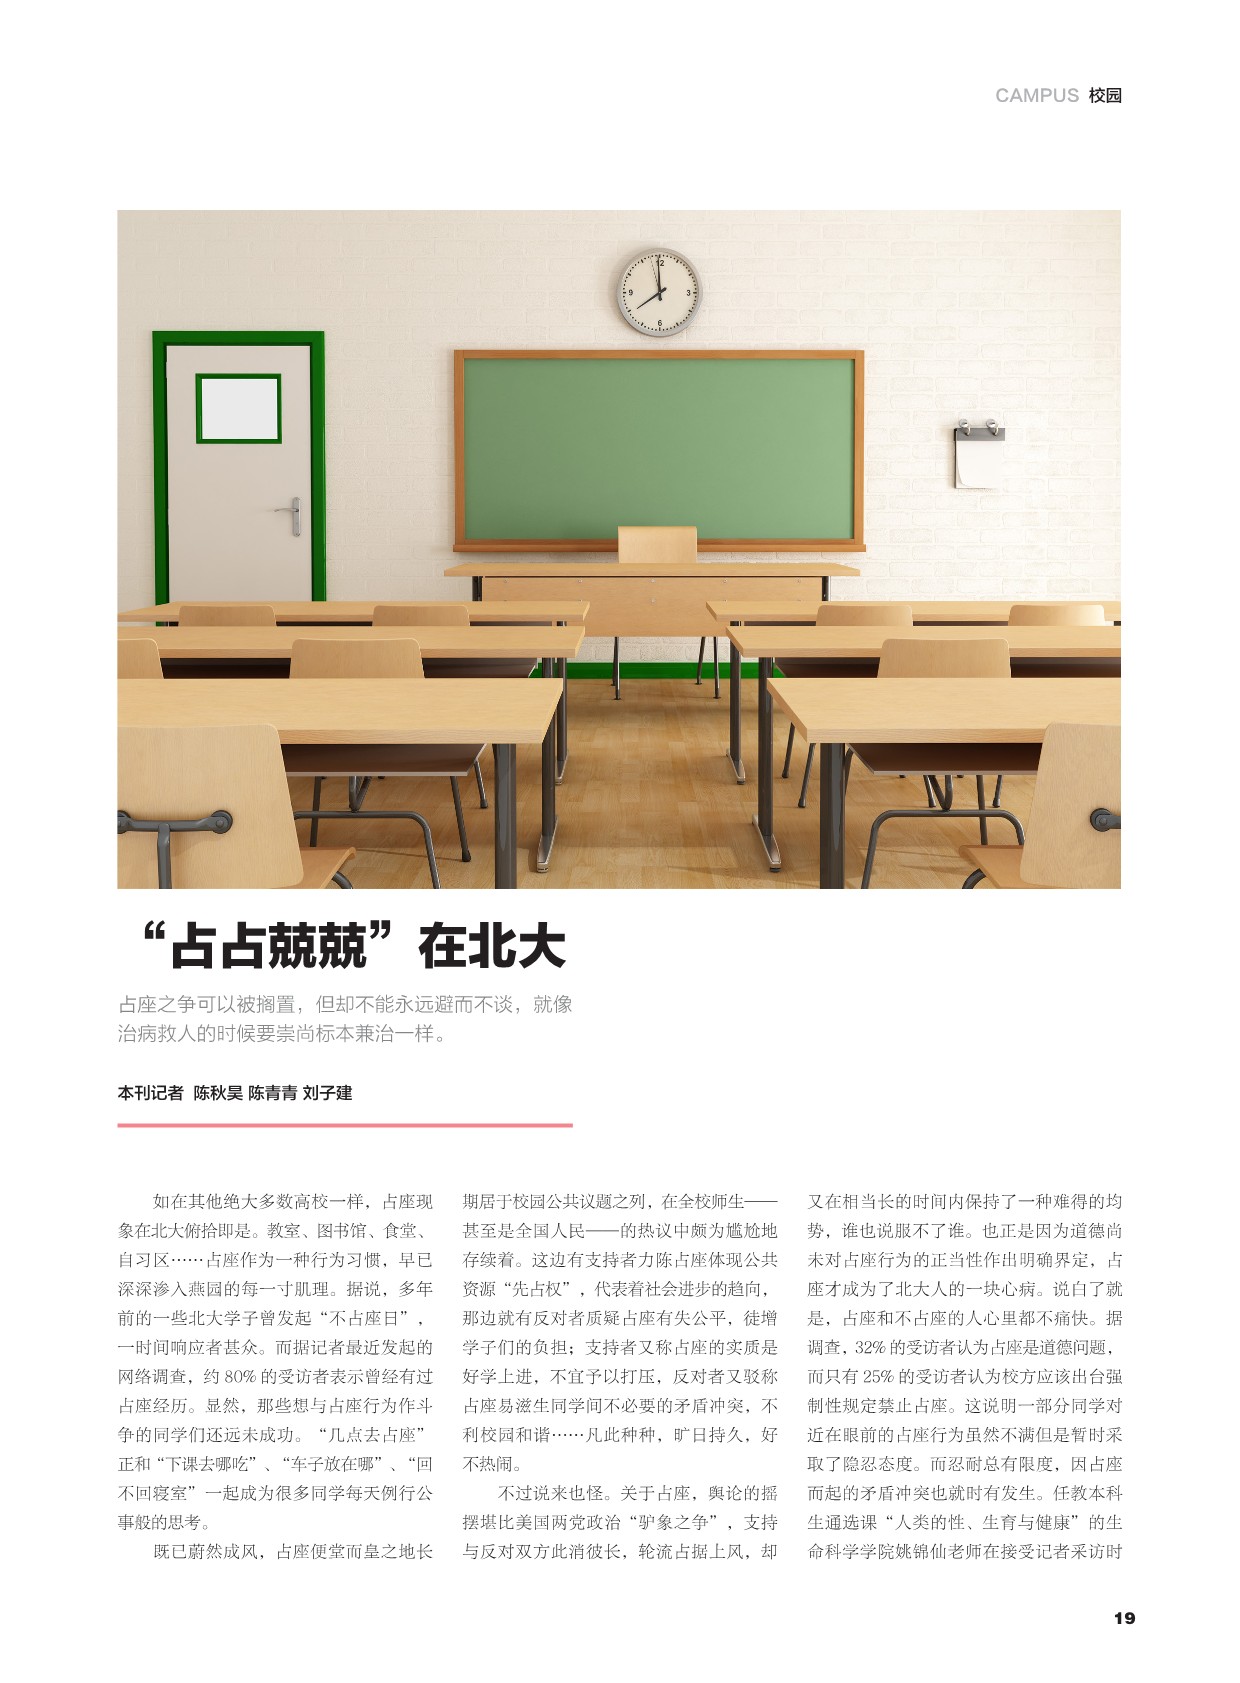 CAMPUS 校园
12
9
3
6
“占占兢兢”在北大
占座之争可以被搁置，但却不能永远避而不谈，就像
治病救人的时候要崇尚标本兼治一样。
本刊记者 陈秋昊 陈青青 刘子建
如在其他绝大多数高校一样，占座现
象在北大俯拾即是。教室、图书馆、食堂、
自习区……占座作为一种行为习惯，早已
深深渗入燕园的每一寸肌理。据说，多年
前的一些北大学子曾发起“不占座日”，
一时间响应者甚众。而据记者最近发起的
网络调查，约 80% 的受访者表示曾经有过
占座经历。显然，那些想与占座行为作斗
争的同学们还远未成功。“几点去占座”
正和“下课去哪吃”、“车子放在哪”、“回
不回寝室”一起成为很多同学每天例行公
事般的思考。
既已蔚然成风，占座便堂而皇之地长
期居于校园公共议题之列，在全校师生——
甚至是全国人民——的热议中颇为尴尬地
存续着。这边有支持者力陈占座体现公共
资源“先占权”，代表着社会进步的趋向，
那边就有反对者质疑占座有失公平，徒增
学子们的负担；支持者又称占座的实质是
好学上进，不宜予以打压，反对者又驳称
占座易滋生同学间不必要的矛盾冲突，不
利校园和谐……凡此种种，旷日持久，好
不热闹。
不过说来也怪。关于占座，舆论的摇
摆堪比美国两党政治“驴象之争”，支持
与反对双方此消彼长，轮流占据上风，却
又在相当长的时间内保持了一种难得的均
势，谁也说服不了谁。也正是因为道德尚
未对占座行为的正当性作出明确界定，占
座才成为了北大人的一块心病。说白了就
是，占座和不占座的人心里都不痛快。据
调查，32% 的受访者认为占座是道德问题，
而只有 25% 的受访者认为校方应该出台强
制性规定禁止占座。这说明一部分同学对
近在眼前的占座行为虽然不满但是暂时采
取了隐忍态度。而忍耐总有限度，因占座
而起的矛盾冲突也就时有发生。任教本科
生通选课“人类的性、生育与健康”的生
命科学学院姚锦仙老师在接受记者采访时
19